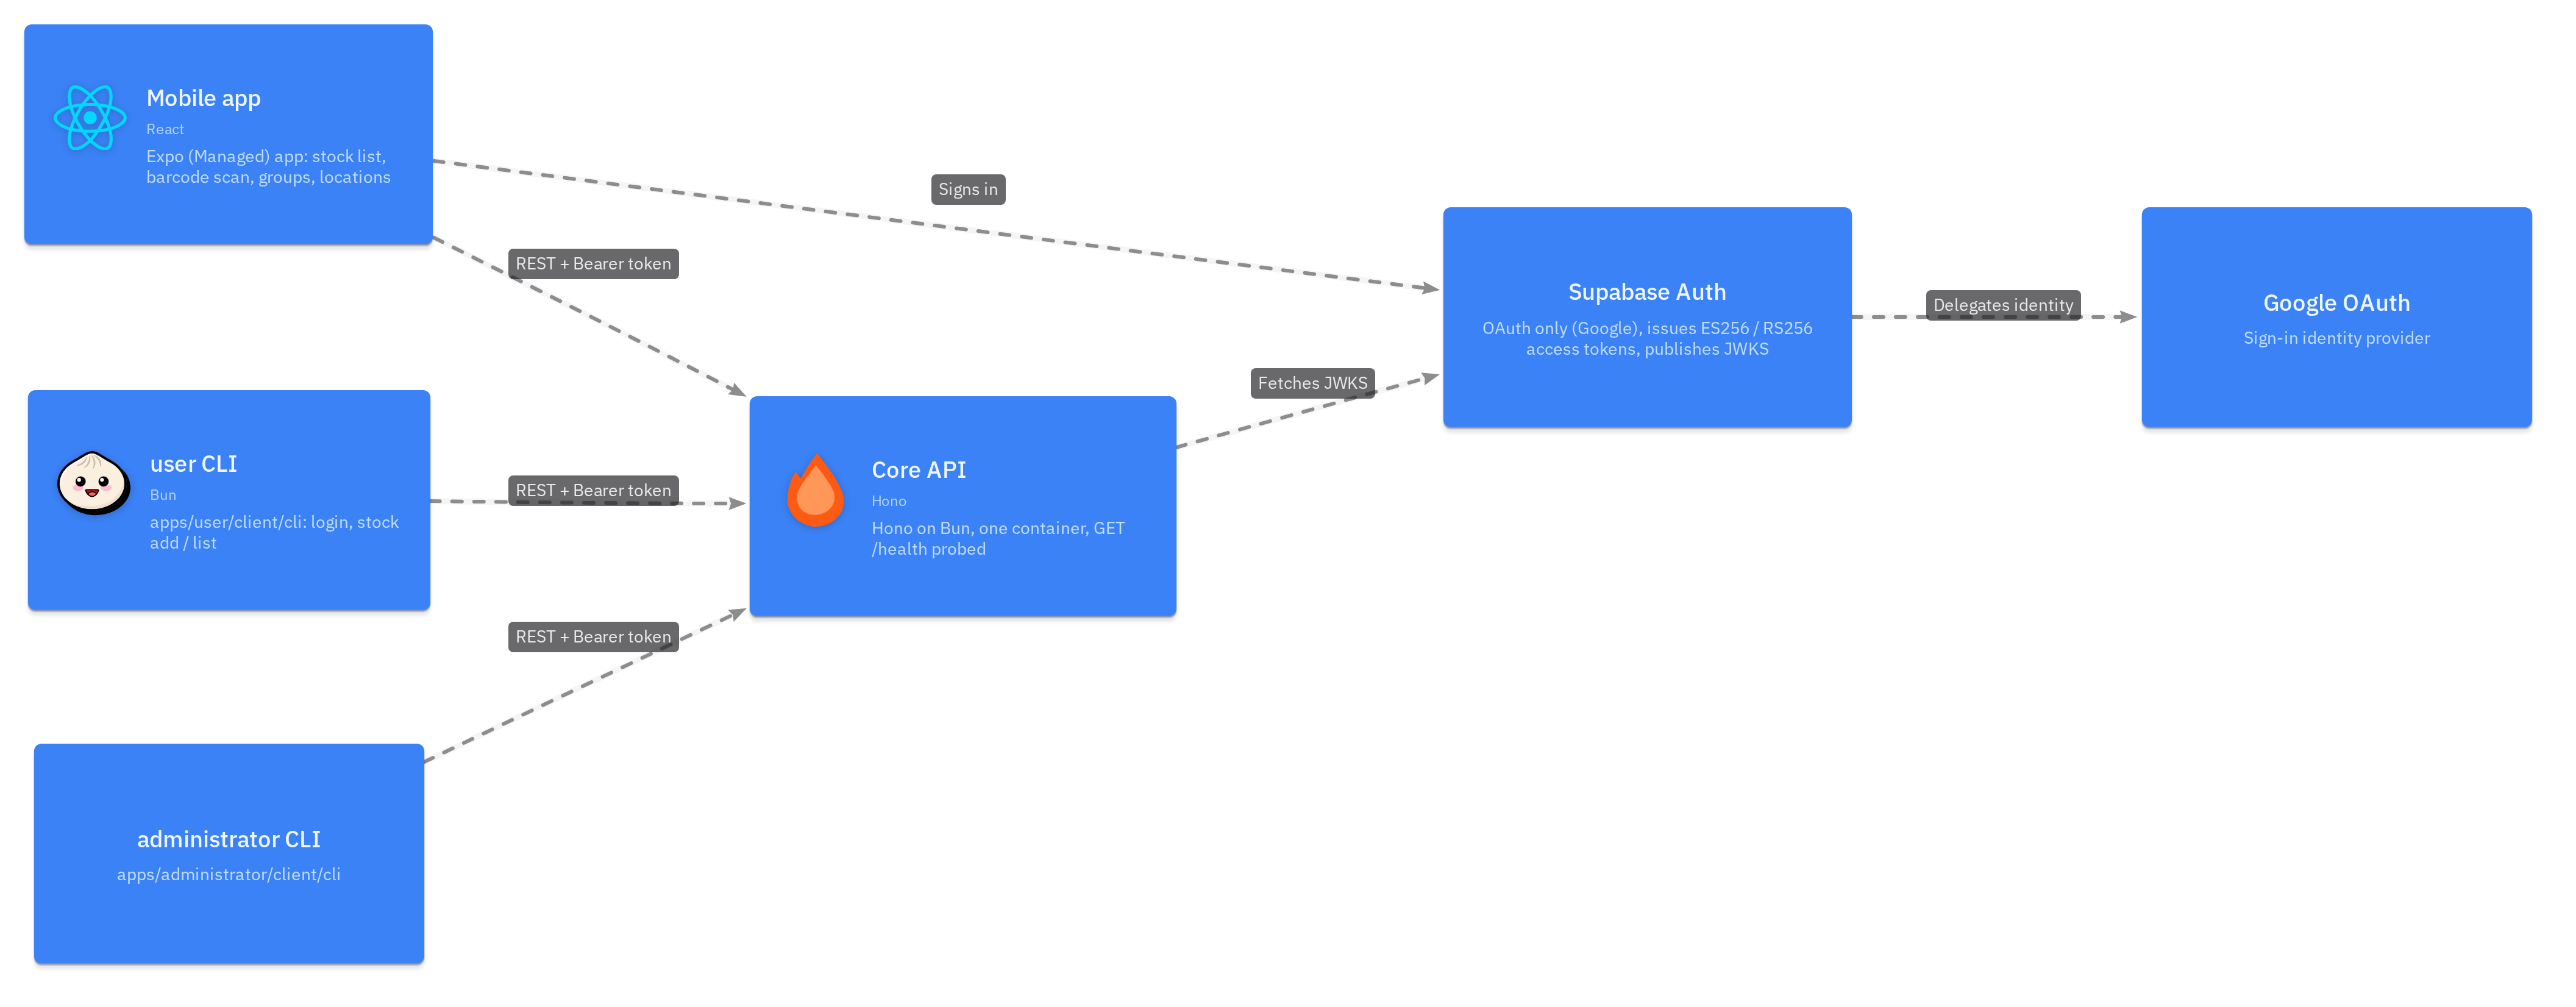 Mobile app
React
Expo (Managed) app: stock list,
barcode scan, groups, locations
Signs in
REST + Bearer token
Supabase Auth
OAuth only (Google), issues ES256 / RS256
access tokens, publishes JWKS
Delegates identity
Google OAuth
Sign-in identity provider
Fetches JWKS
user CLI
Bun
apps/user/client/cli: login, stock
add / list
REST + Bearer token
Core API
Hono
Hono on Bun, one container, GET
/health probed
REST + Bearer token
administrator CLI
apps/administrator/client/cli